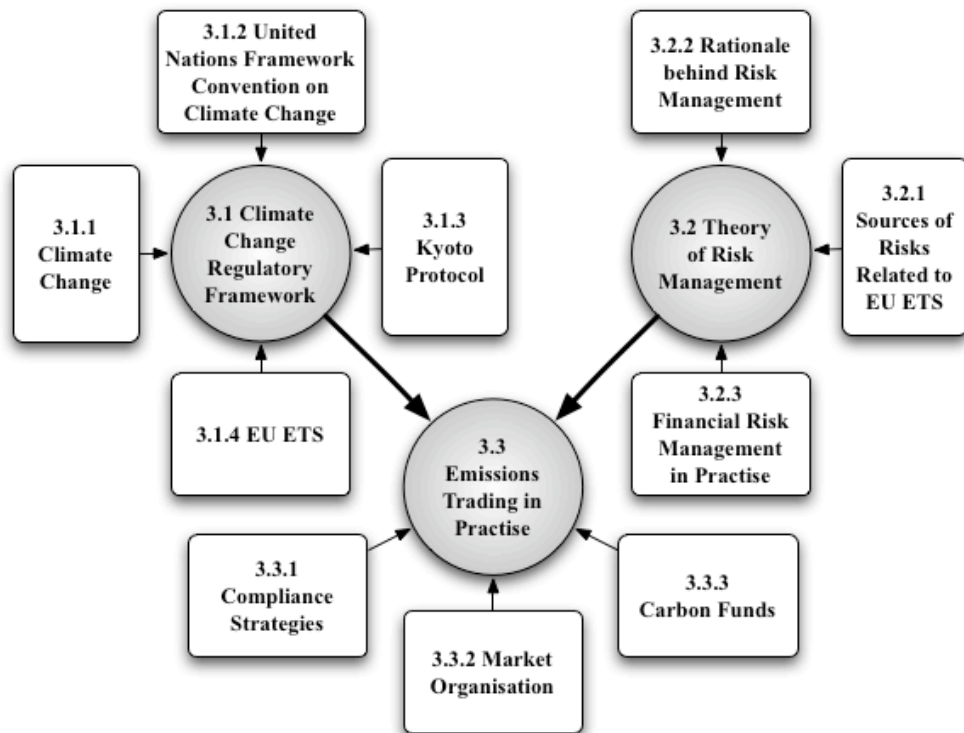 3.1.2 United
Nations Framework
Convention on
Climate Change
3.2.2 Rationale
behind Risk
Management
3.1.1
Climate
Change
3.1 Climate
Change
Regulatory
Framework
3.1.3
Kyoto
Protocol
3.2 Theory
of Risk
Management
3.2.1
Sources of
Risks
Related to
EU ETS
3.1.4 EU ETS
3.2.3
Financial Risk
Management
in Practise
3.3
Emissions
Trading in
Practise
3.3.1
Compliance
Strategies
3.3.2 Market
Organisation
3.3.3
Carbon Funds